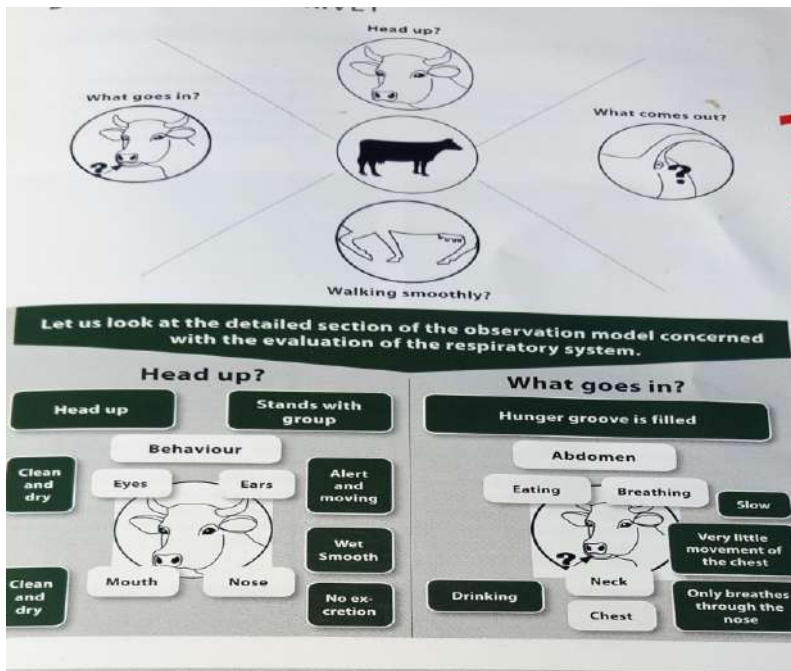 Head up?
What goes in?
What comes out?
?
?
Walking smoothly?
Let us look at the detailed section of the observation model concerned
with the evaluation of the respiratory system.
Head up?
Head up
Stands with
group
Behaviour
Clean
and
dry
Eyes
Ears
Alert
and
moving
Wet
Smooth
Clean
and
dry
Mouth
Nose
No ex-
cretion
What goes in?
Hunger groove is filled
Abdomen
Eating
Breathing
Slow
Very little
movement of
the chest
?
Neck
Drinking
Chest
Only breathes
through the
nose